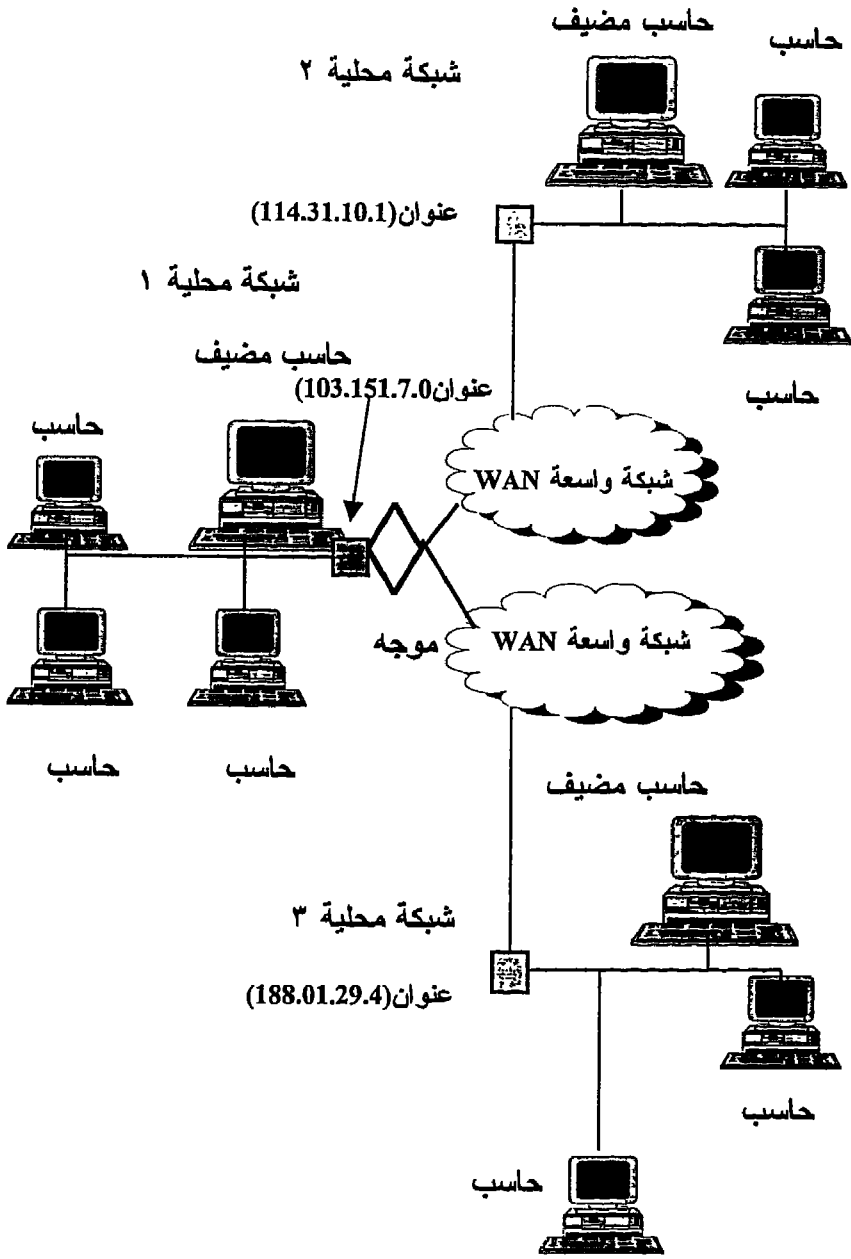 حاسب مضيف
حاسب
شبكة محلية ٢
عنوان(114.31.10.1)
شبكة محلية ١
حاسب مضيف
عنوان103.151.7.0)
حاسب
حاسب
شبكة واسعة WAN
شبكة واسعة WAN
موجه
حاسب
حاسب
حاسب مضيف
شبكة محلية ٣
عنوان(188.01.29.4)
حاسب
حاسب